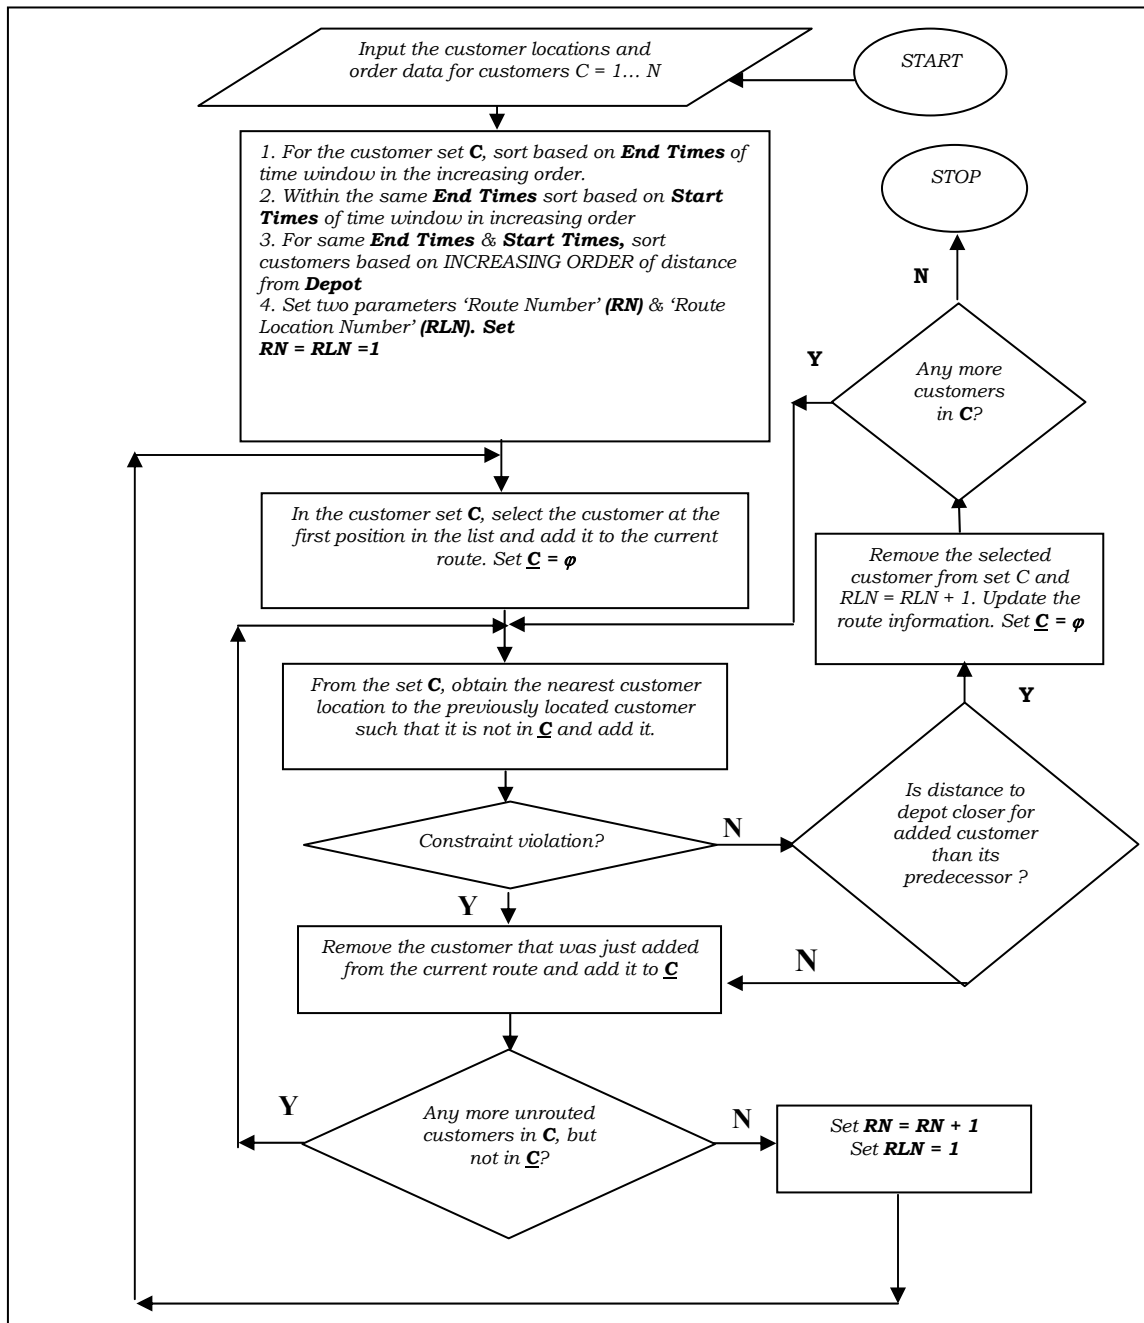 Input the customer locations and
order data for customers C = 1… N
START
1. For the customer set C, sort based on End Times of
time window in the increasing order.
2. Within the same End Times sort based on Start
Times of time window in increasing order
3. For same End Times & Start Times, sort
customers based on INCREASING ORDER of distance
from Depot
4. Set two parameters ‘Route Number’ (RN) & ‘Route
Location Number’ (RLN). Set
RN = RLN =1
STOP
N
Any more
customers
in C?
Y
In the customer set C, select the customer at the
first position in the list and add it to the current
route. Set C = φ
Remove the selected
customer from set C and
RLN = RLN + 1. Update the
route information. Set C = φ
Y
From the set C, obtain the nearest customer
location to the previously located customer
such that it is not in C and add it.
Is distance to
depot closer for
added customer
than its
predecessor ?
Constraint violation?
N
Y
Remove the customer that was just added
from the current route and add it to C
N
Any more unrouted
customers in C, but
not in C?
Y
N
Set RN = RN + 1
Set RLN = 1